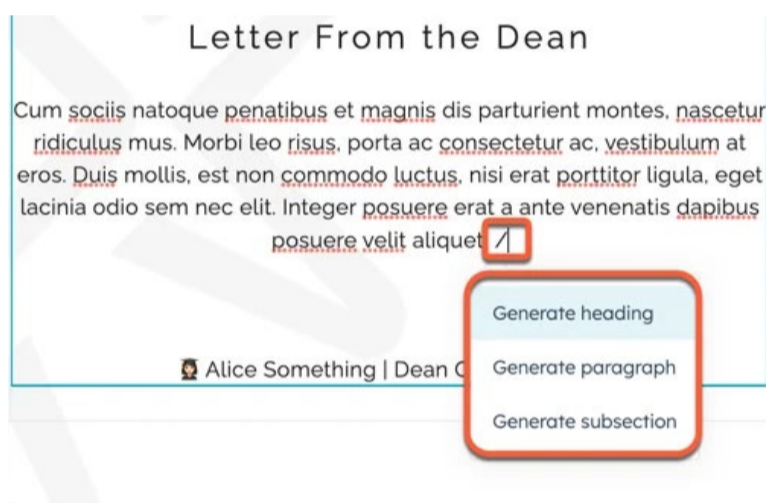 Letter From the Dean
Cum sociis natoque penatibus et magnis dis parturient montes, nascetur
ridiculus mus. Morbi leo risus, porta ac consectetur ac, vestibulum at
eros. Duis mollis, est non commodo luctus, nisi erat porttitor ligula, eget
lacinia odio sem nec elit. Integer posuere erat a ante venenatis dapibus
posuere velit aliquet /
Generate heading
Generate paragraph
Generate subsection
Alice Something | Dean